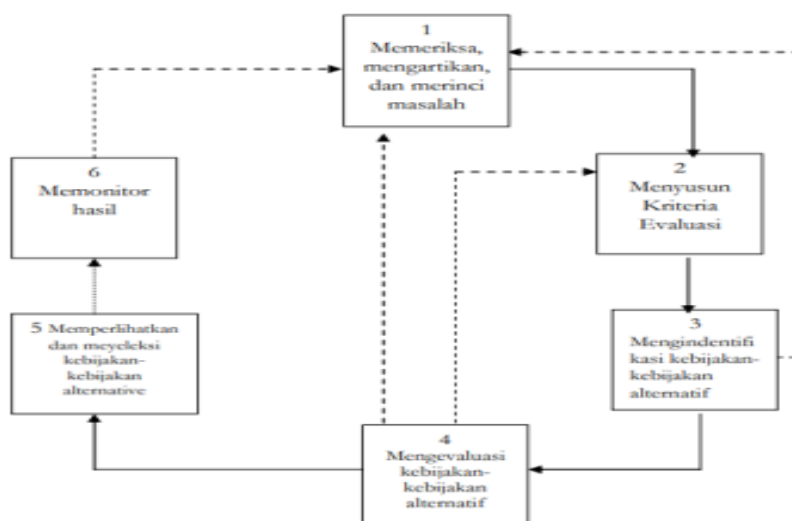 1
Memeriksa,
mengartikan,
dan merinci
masalah
2
Menyusun
Kriteria
Evaluasi
3
Mengindentifi
kasi kebijakan-
kebijakan
alternatif
4
Mengevaluasi
kebijakan-
kebijakan
alternatif
5 Memperlihatkan
dan meyeleksi
kebijakan-
kebijakan
alternative
6
Memonitor
hasil